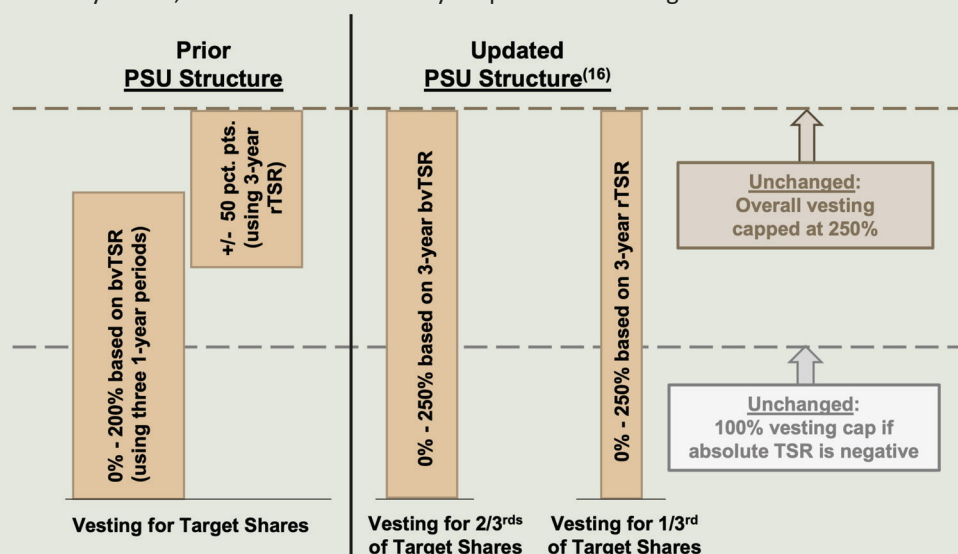 Prior
PSU Structure
Updated
PSU Structure(16)
0% - 200% based on bvTSR
(using three 1-year periods)
+/- 50 pct. pts.
(using 3-year
rTSR)
0% - 250% based on 3-year bvTSR
0% - 250% based on 3-year rTSR
Unchanged:
Overall vesting
capped at 250%
Unchanged:
100% vesting cap if
absolute TSR is negative
Vesting for Target Shares
Vesting for 2/3rds
of Target Shares
Vesting for 1/3rd
of Target Shares